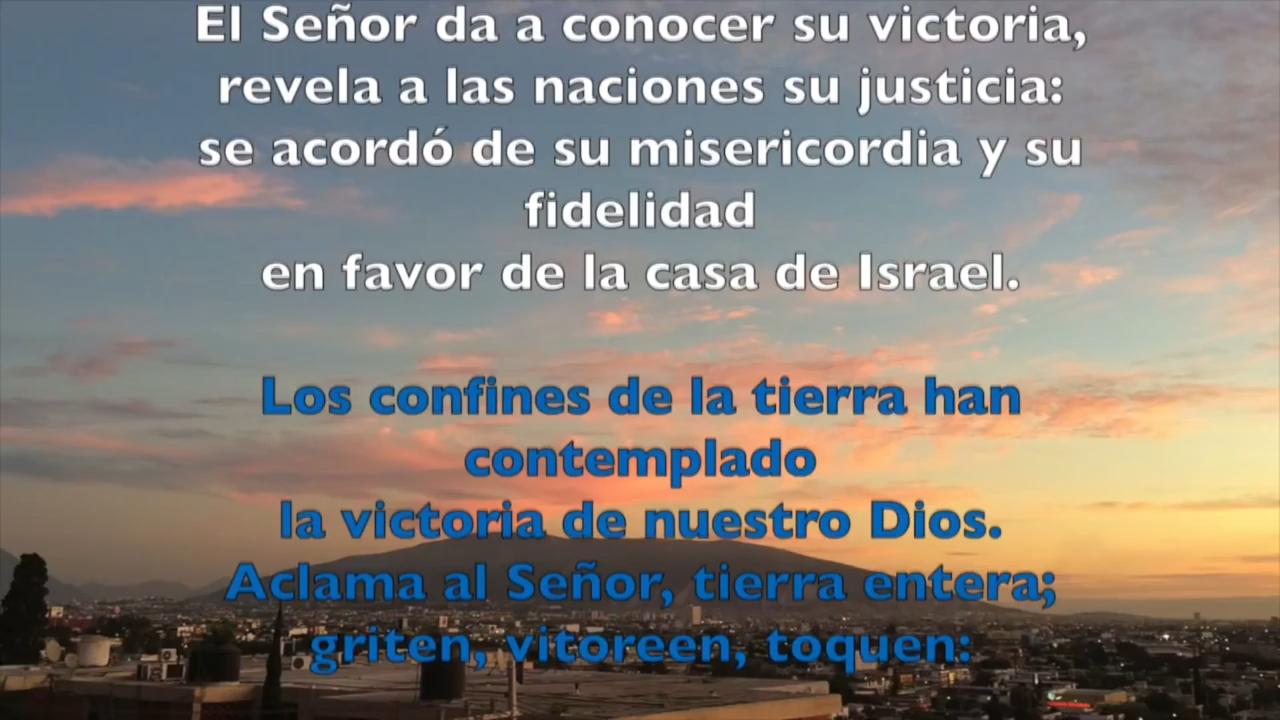 El Señor da a conocer su victoria,
revela a las naciones su justicia:
se acordó de su misericordia y su
fidelidad
en favor de la casa de Israel.
Los confines de la tierra han
contemplado
la victoria de nuestro Dios.
Aclama al Señor, tierra entera;
griten, vitoreen, toquen: